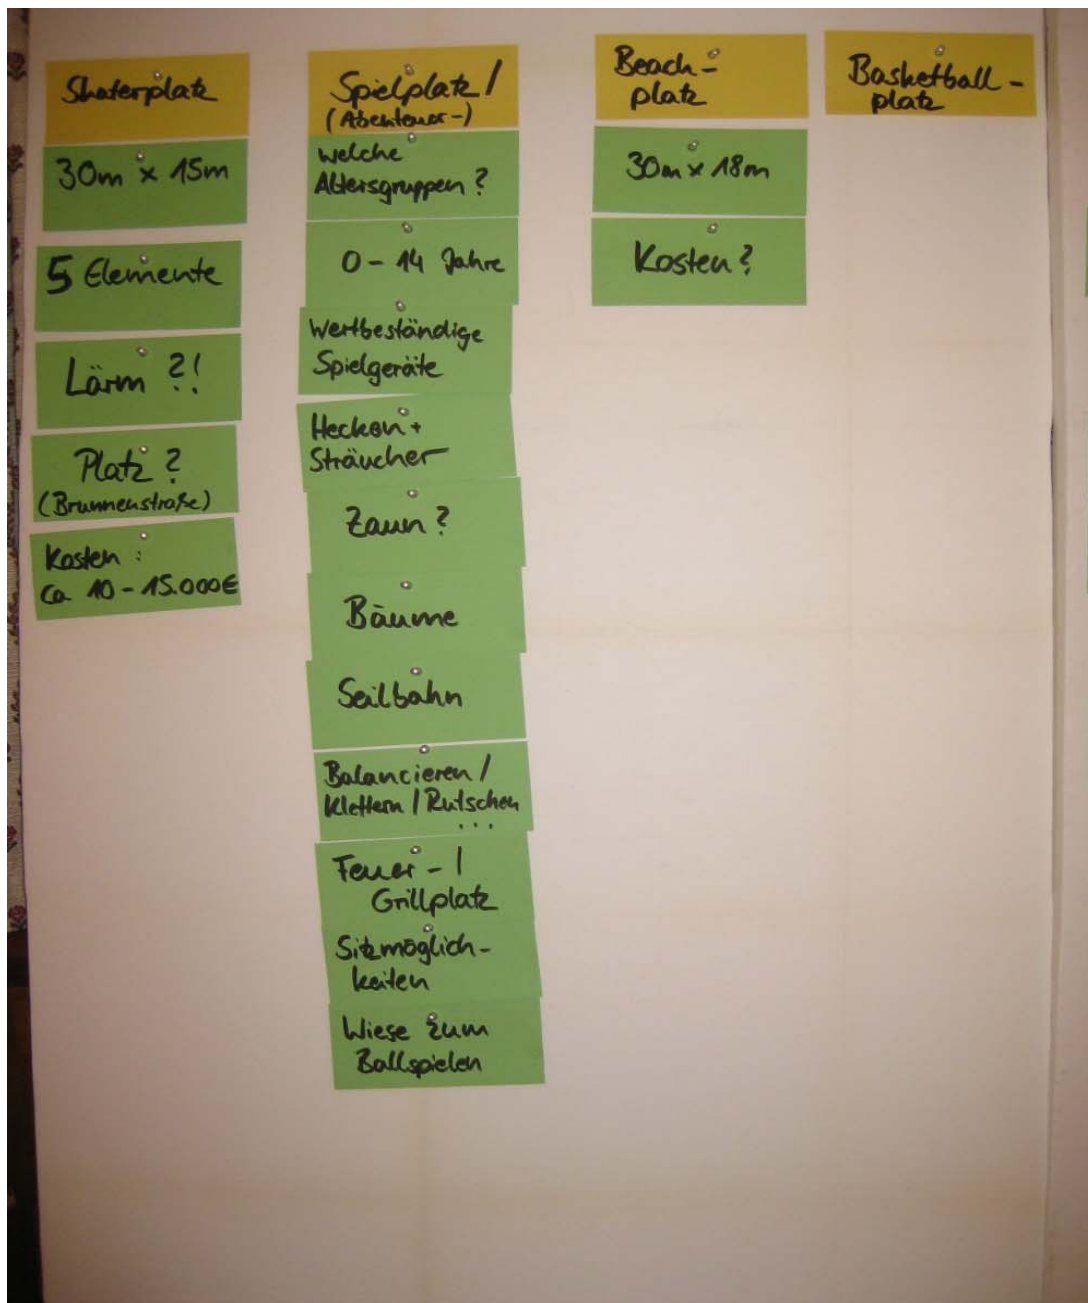 Skaterplatz
30m x 15m
5 Elemente
Lärm ?!
Platz ?
(Brunnenstraße)
Kosten :
ca 10 - 15.000€
Spielplatz /
(Abenteuer-)
welche
Altersgruppen ?
0 - 14 Jahre
Wertbeständige
Spielgeräte
Hecken +
Sträucher
Zaun ?
Bäume
Seilbahn
Balancieren /
Klettern / Rutschen
...
Feuer - /
Grillplatz
Sitzmöglich-
keiten
Wiese zum
Ballspielen
Beach-
platz
30m x 18m
Kosten ?
Basketball-
platz